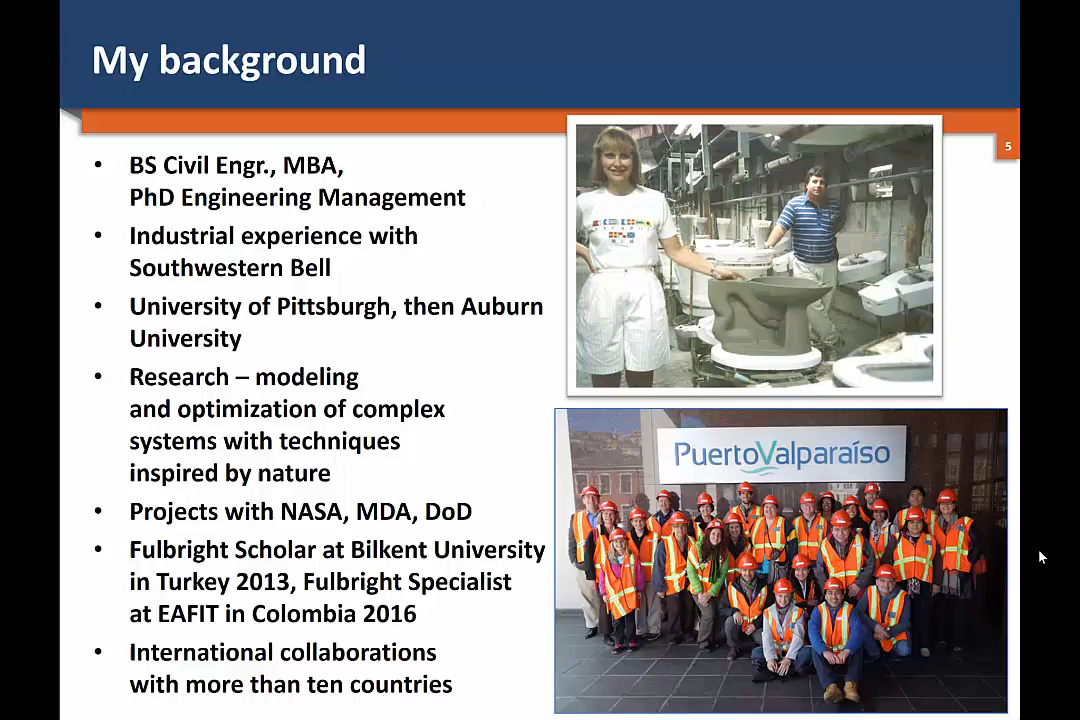 My background
5
• BS Civil Engr., MBA,
PhD Engineering Management
• Industrial experience with
Southwestern Bell
• University of Pittsburgh, then Auburn
University
• Research – modeling
and optimization of complex
systems with techniques
inspired by nature
• Projects with NASA, MDA, DoD
• Fulbright Scholar at Bilkent University
in Turkey 2013, Fulbright Specialist
at EAFIT in Colombia 2016
• International collaborations
with more than ten countries
PuertoValparaíso